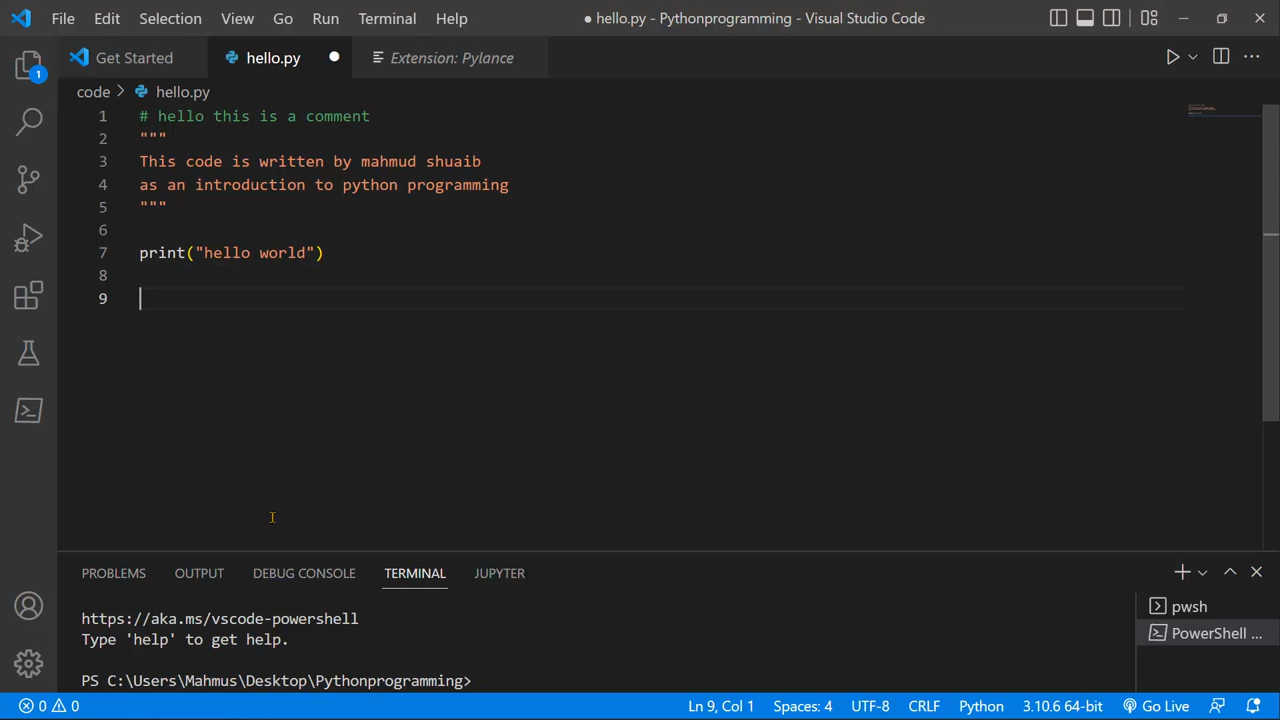 File Edit Selection View Go Run Terminal Help ● hello.py - Pythonprogramming - Visual Studio Code
Get Started hello.py Extension: Pylance
1
code > hello.py
1 # hello this is a comment
2 """
3 This code is written by mahmud shuaib
4 as an introduction to python programming
5 """
6
7 print("hello world")
8
9
PROBLEMS OUTPUT DEBUG CONSOLE TERMINAL JUPYTER
https://aka.ms/vscode-powershell
Type 'help' to get help.
PS C:\Users\Mahmus\Desktop\Pythonprogramming>
pwsh
PowerShell ...
0 0 Ln 9, Col 1 Spaces: 4 UTF-8 CRLF Python 3.10.6 64-bit Go Live